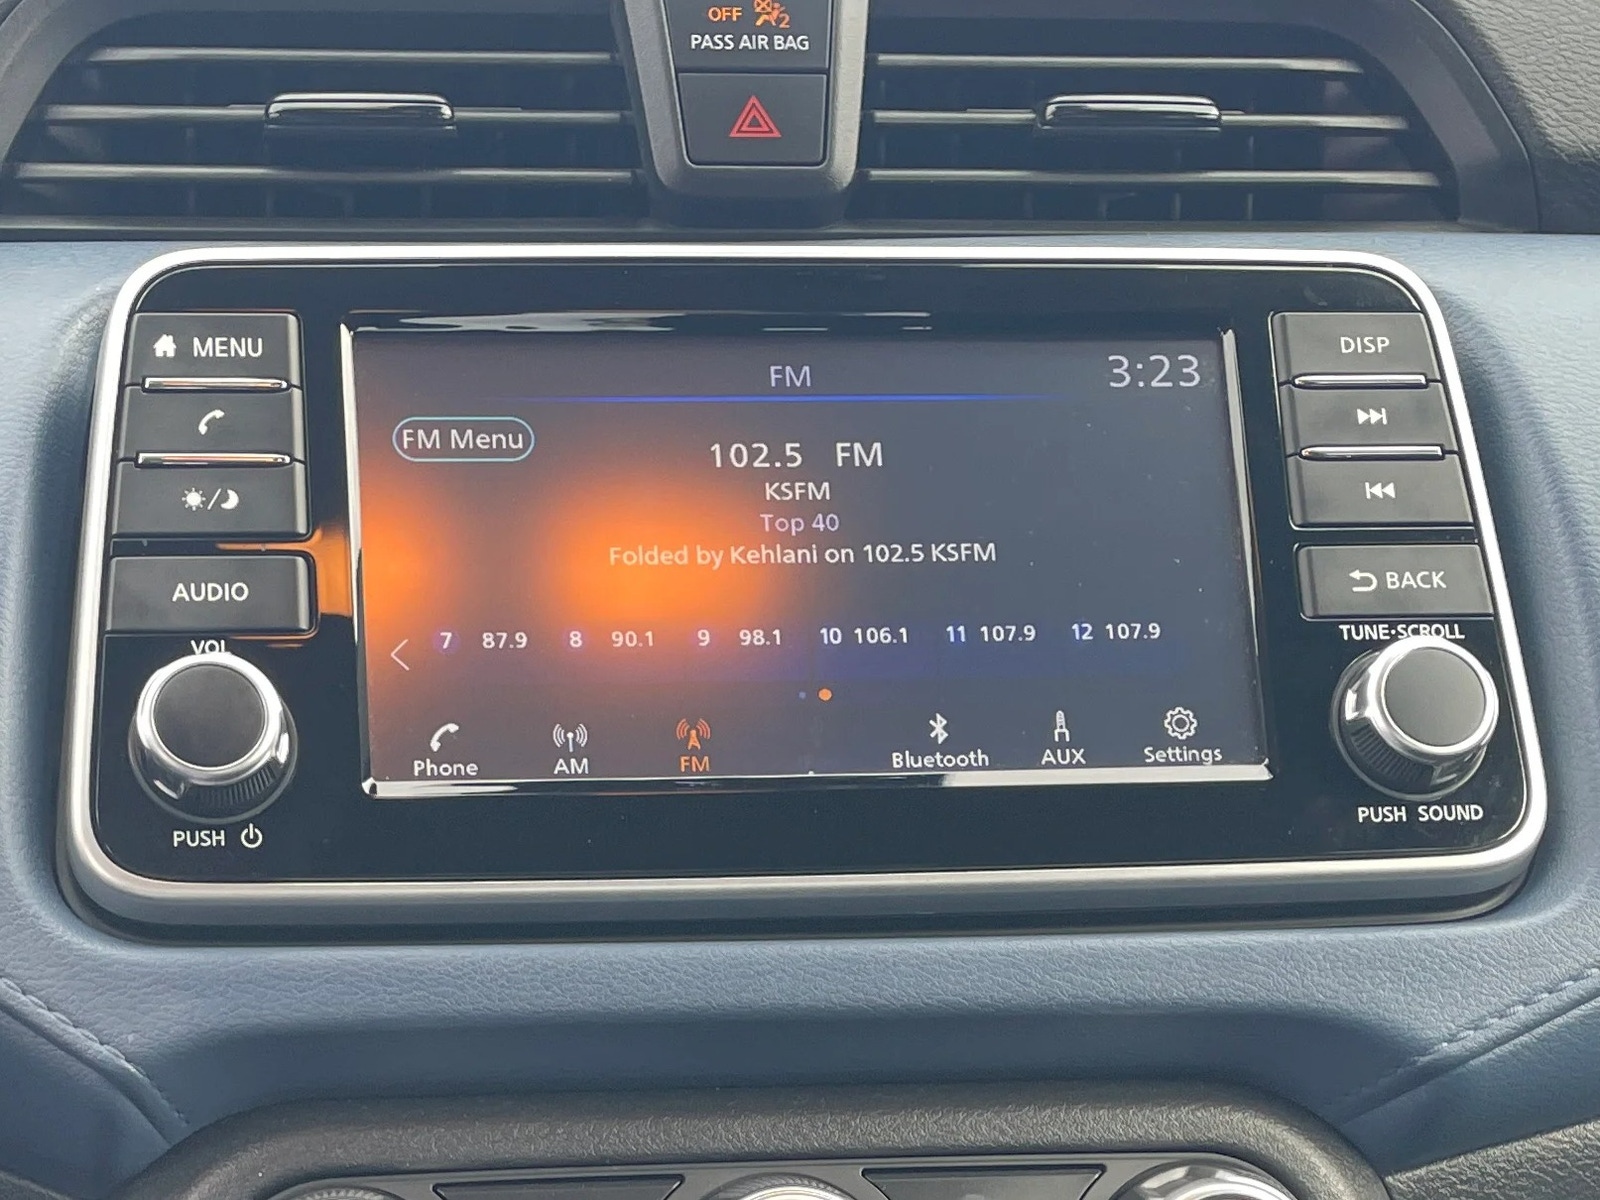 OFF 2
PASS AIR BAG
MENU
AUDIO
VOL
PUSH
FM
3:23
FM Menu
102.5 FM
KSFM
Top 40
Folded by Kehlani on 102.5 KSFM
7 87.9 8 90.1 9 98.1 10 106.1 11 107.9 12 107.9
Phone AM FM Bluetooth AUX Settings
DISP
BACK
TUNE·SCROLL
PUSH SOUND